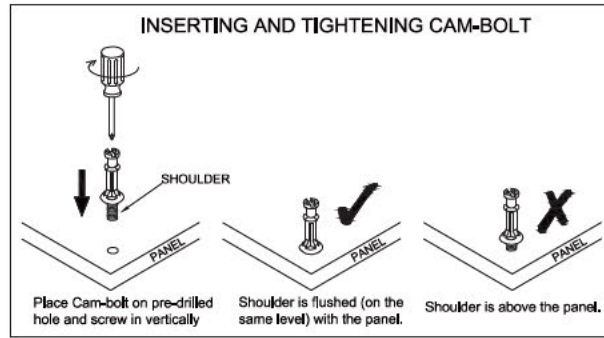 INSERTING AND TIGHTENING CAM-BOLT
SHOULDER
PANEL
PANEL
PANEL
Place Cam-bolt on pre-drilled
hole and screw in vertically
Shoulder is flushed (on the
same level) with the panel.
Shoulder is above the panel.